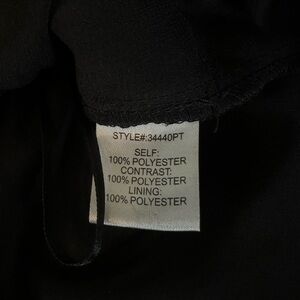 STYLE#:34440PT
SELF:
100% POLYESTER
CONTRAST:
100% POLYESTER
LINING:
100% POLYESTER